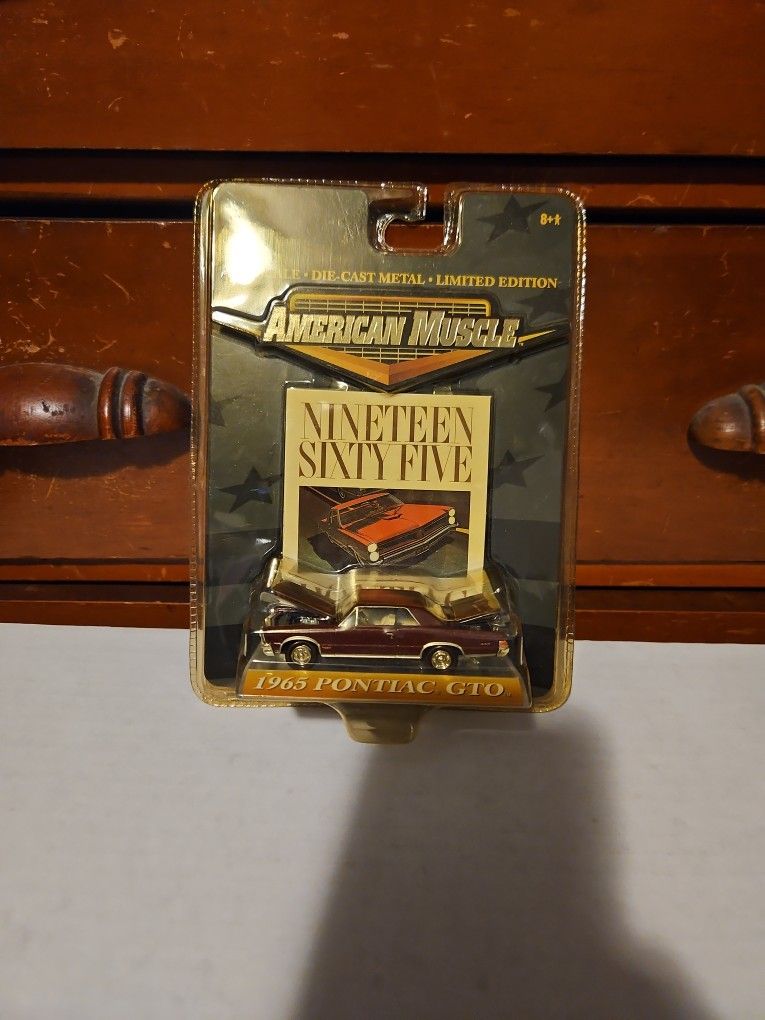 8+
DIE-CAST METAL • LIMITED EDITION
AMERICAN MUSCLE
NINETEEN
SIXTY FIVE
1965 PONTIAC GTO